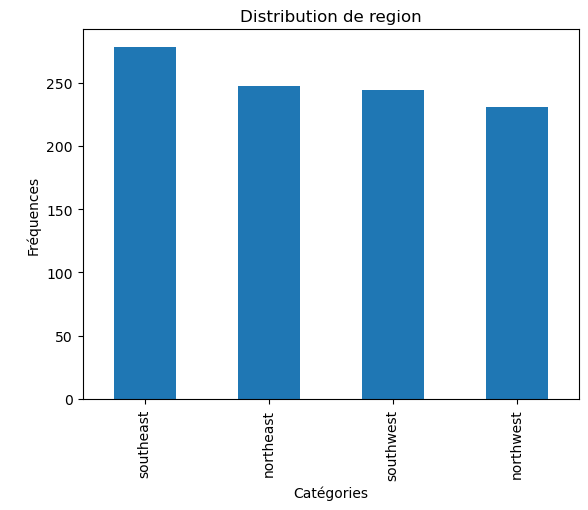 Distribution de region
Fréquences
250
200
150
100
50
0
southeast
northeast
southwest
northwest
Catégories